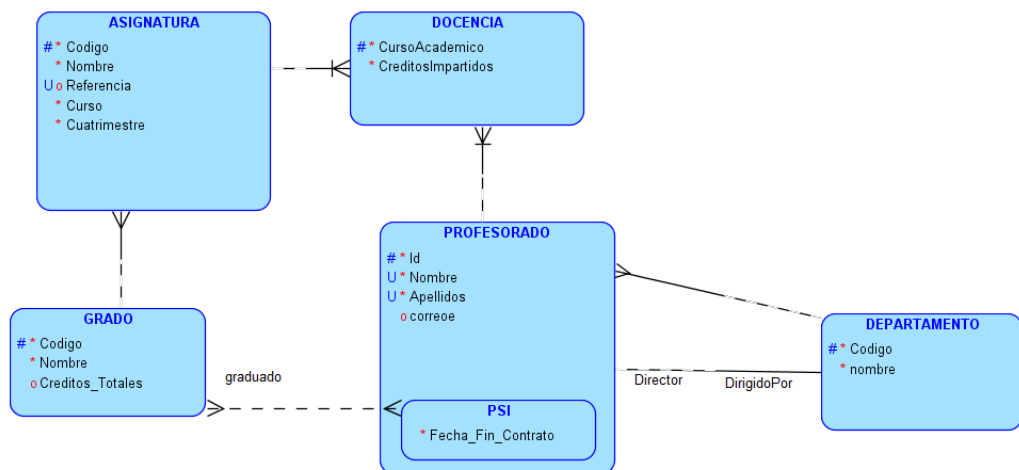 ASIGNATURA
# * Codigo
* Nombre
U o Referencia
* Curso
* Cuatrimestre
DOCENCIA
# * CursoAcademico
* CreditosImpartidos
PROFESORADO
# * Id
U * Nombre
U * Apellidos
o correoe
GRADO
# * Codigo
* Nombre
o Creditos_Totales
graduado
PSI
* Fecha_Fin_Contrato
Director
DirigidoPor
DEPARTAMENTO
# * Codigo
* nombre